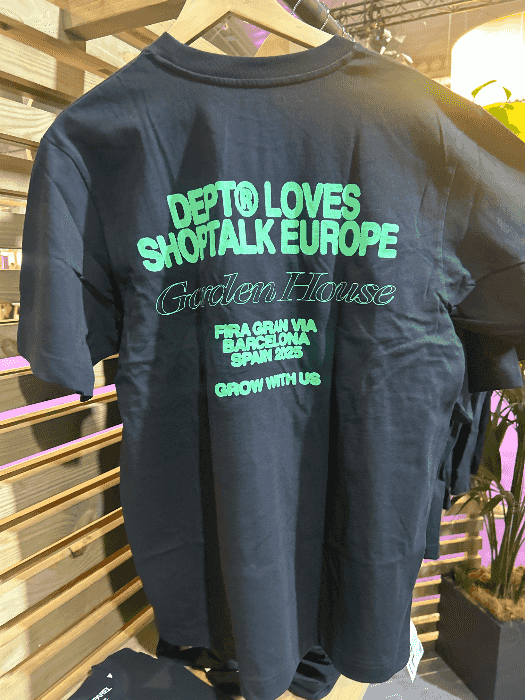 DEPT® LOVES
SHOPTALK EUROPE
Garden House
FIRA GRAN VIA
BARCELONA
SPAIN 2025
GROW WITH US